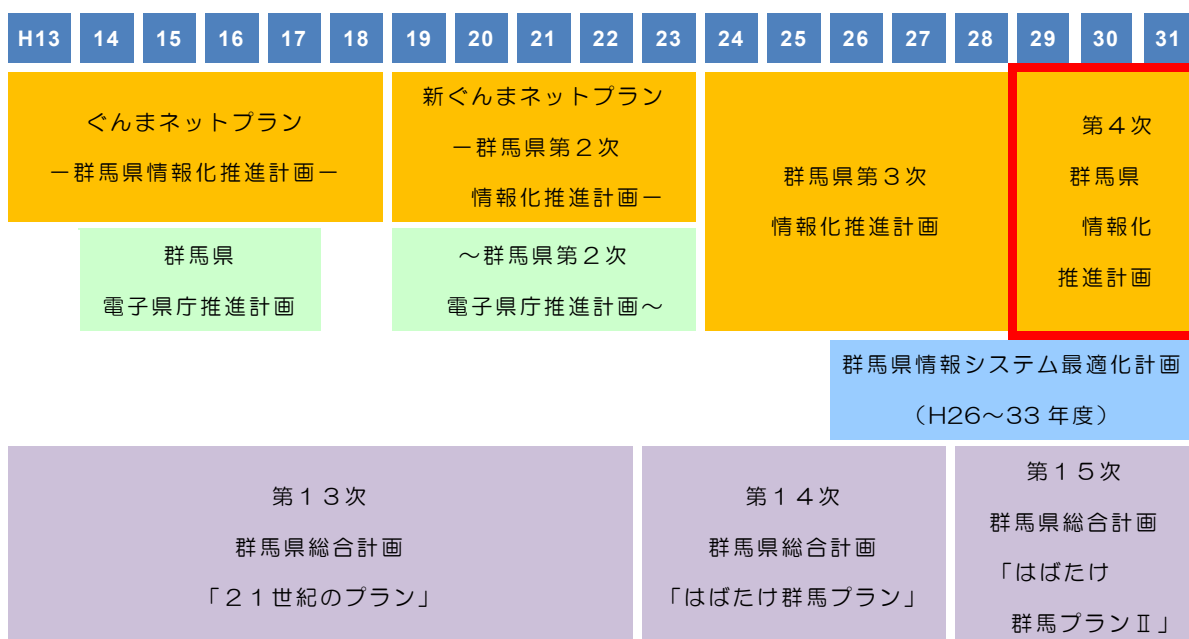 H13 14 15 16 17 18 19 20 21 22 23 24 25 26 27 28 29 30 31
ぐんまネットプラン
－群馬県情報化推進計画－
新ぐんまネットプラン
－群馬県第２次
情報化推進計画－
群馬県第３次
情報化推進計画
第４次
群馬県
情報化
推進計画
群馬県
電子県庁推進計画
～群馬県第２次
電子県庁推進計画～
群馬県情報システム最適化計画
（H26～33 年度）
第１３次
群馬県総合計画
「２１世紀のプラン」
第１４次
群馬県総合計画
「はばたけ群馬プラン」
第１５次
群馬県総合計画
「はばたけ
群馬プランⅡ」